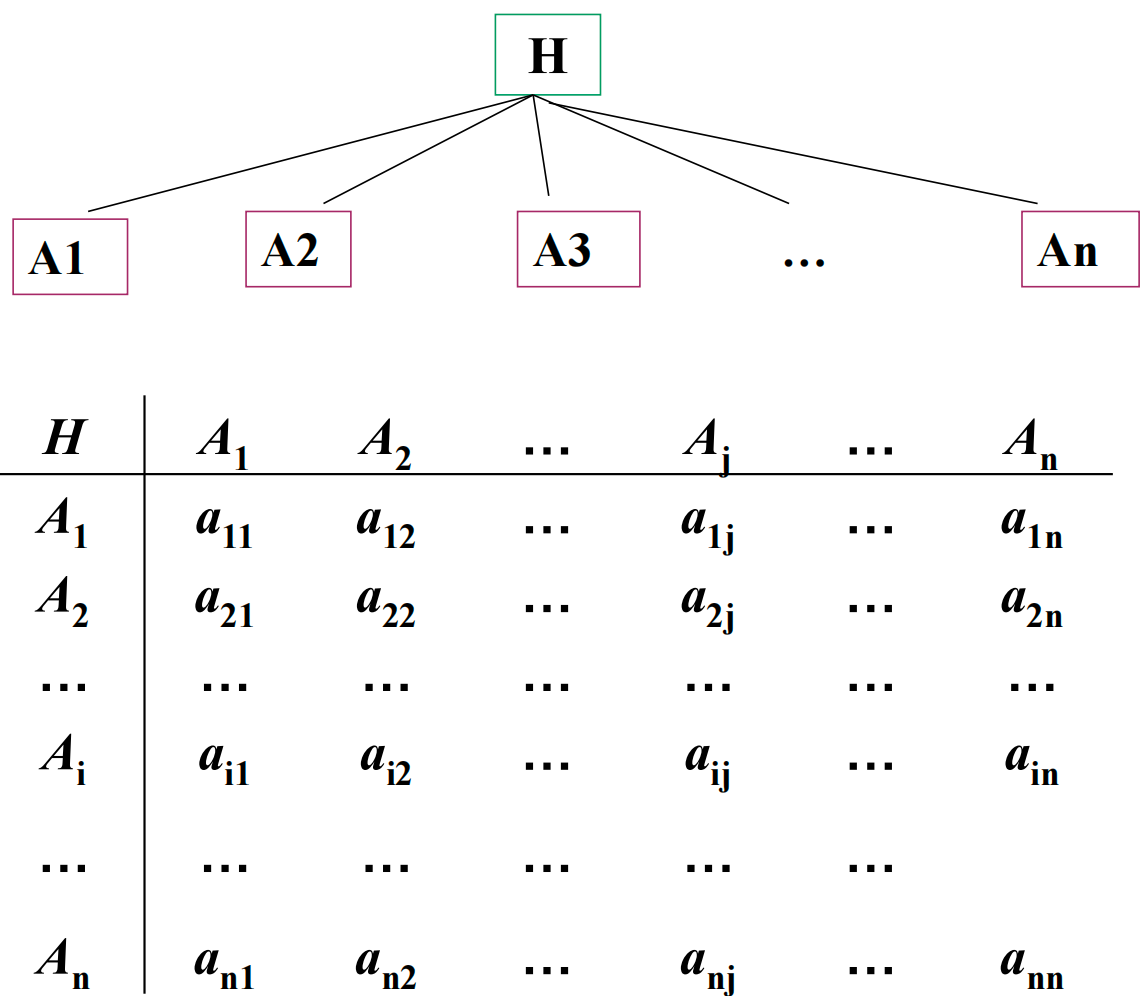 H
A1 A2 A3 ... An
H A1 A2 ... Aj ... An
A1 a11 a12 ... a1j ... a1n
A2 a21 a22 ... a2j ... a2n
... ... ... ... ... ... ...
Ai ai1 ai2 ... aij ... ain
... ... ... ... ... ...
An an1 an2 ... anj ... ann